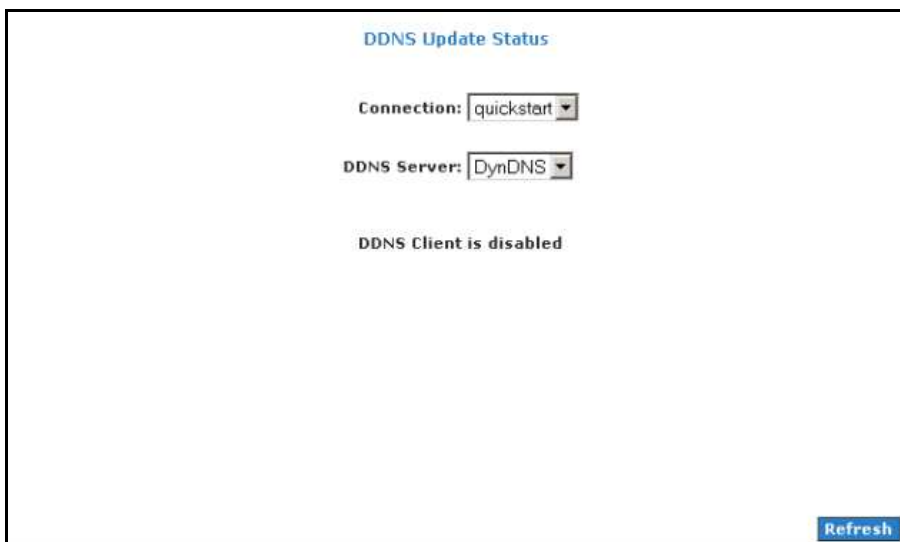 DDNS Update Status
Connection: quickstart
DDNS Server: DynDNS
DDNS Client is disabled
Refresh